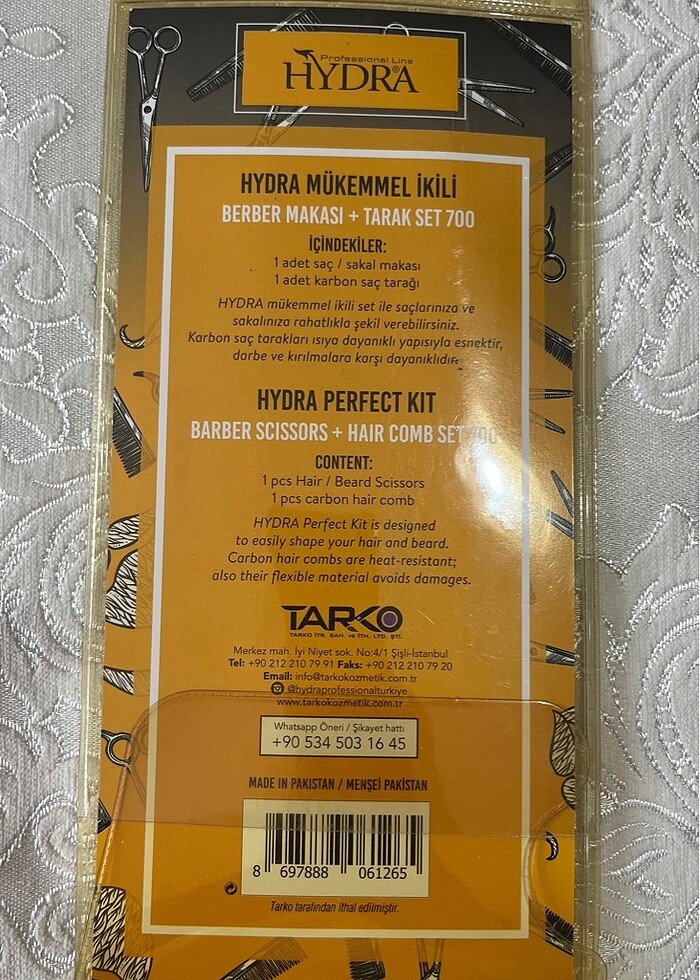 Professional Line
HYDRA®
HYDRA MÜKEMMEL İKİLİ
BERBER MAKASI + TARAK SET 700
İÇİNDEKİLER:
1 adet saç / sakal makası
1 adet karbon saç tarağı
HYDRA mükemmel ikili set ile saçlarınıza ve
sakalınıza rahatlıkla şekil verebilirsiniz.
Karbon saç tarakları ısıya dayanıklı yapısıyla esnektir,
darbe ve kırılmalara karşı dayanıklıdır.
HYDRA PERFECT KIT
BARBER SCISSORS + HAIR COMB SET 700
CONTENT:
1 pcs Hair / Beard Scissors
1 pcs carbon hair comb
HYDRA Perfect Kit is designed
to easily shape your hair and beard.
Carbon hair combs are heat-resistant;
also their flexible material avoids damages.
TARKO
TARKO ITR. SAN. ve İTH. LTD. ŞTİ.
Merkez mah. İyi Niyet sok. No:4/1 Şişli-İstanbul
Tel: +90 212 210 79 91 Faks: +90 212 210 79 20
Email: info@tarkokozmetik.com.tr
@hydraprofessionalturkiye
www.tarkokozmetik.com.tr
Whatsapp Öneri / Şikayet hattı
+90 534 503 16 45
MADE IN PAKISTAN / MENŞEİ PAKİSTAN
8 697888 061265
Tarko tarafından ithal edilmiştir.